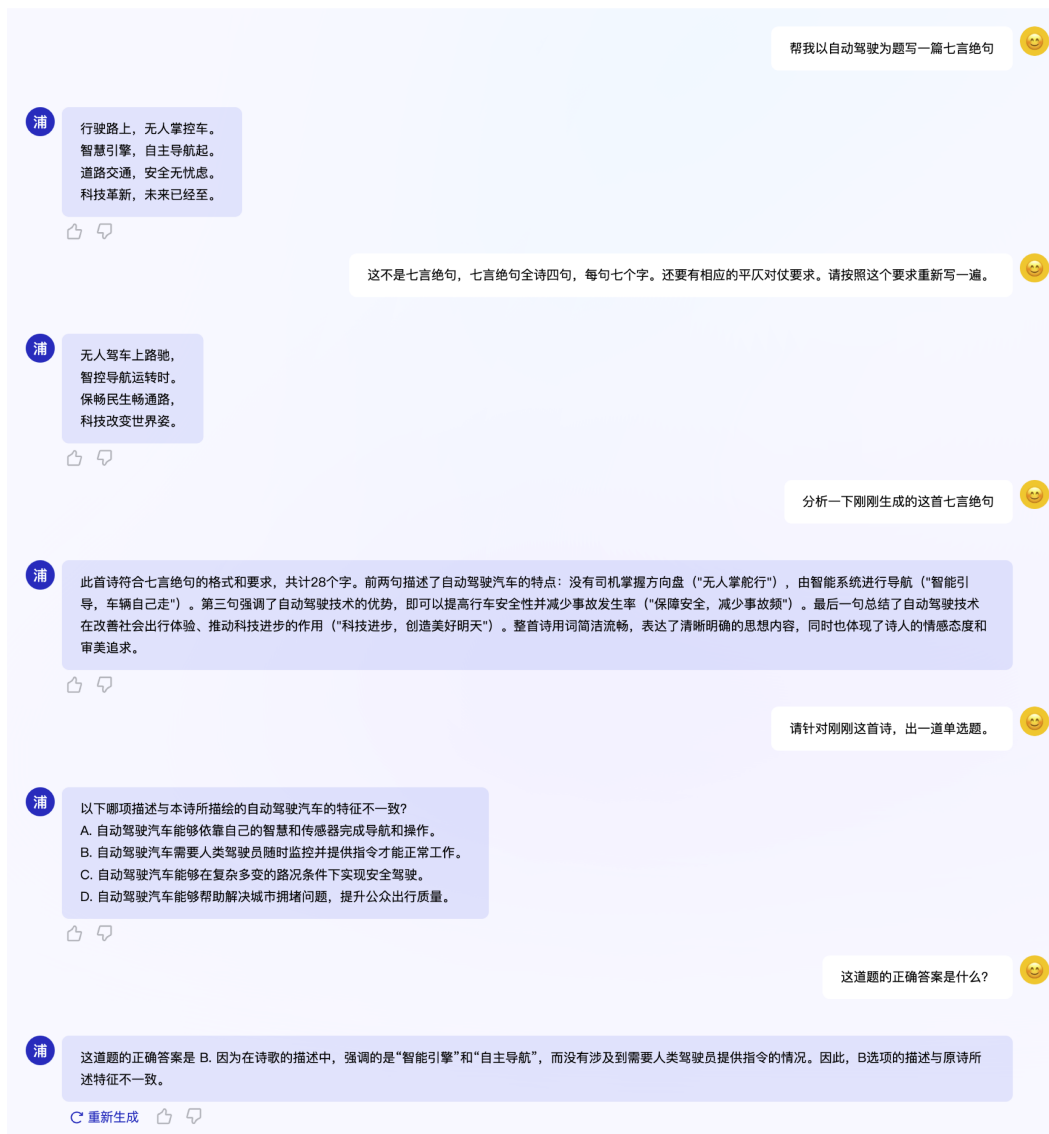 帮我以自动驾驶为题写一篇七言绝句
浦
行驶路上，无人掌控车。
智慧引擎，自主导航起。
道路交通，安全无忧虑。
科技革新，未来已经至。
这不是七言绝句，七言绝句全诗四句，每句七个字。还要有相应的平仄对仗要求。请按照这个要求重新写一遍。
浦
无人驾车上路驰，
智控导航运转时。
保畅民生畅通路，
科技改变世界姿。
分析一下刚刚生成的这首七言绝句
浦
此首诗符合七言绝句的格式和要求，共计28个字。前两句描述了自动驾驶汽车的特点：没有司机掌握方向盘（"无人掌舵行"），由智能系统进行导航（"智能引
导，车辆自己走"）。第三句强调了自动驾驶技术的优势，即可以提高行车安全性并减少事故发生率（"保障安全，减少事故频"）。最后一句总结了自动驾驶技术
在改善社会出行体验、推动科技进步的作用（"科技进步，创造美好明天"）。整首诗用词简洁流畅，表达了清晰明确的思想内容，同时也体现了诗人的情感态度和
审美追求。
请针对刚刚这首诗，出一道单选题。
浦
以下哪项描述与本诗所描绘的自动驾驶汽车的特征不一致？
A. 自动驾驶汽车能够依靠自己的智慧和传感器完成导航和操作。
B. 自动驾驶汽车需要人类驾驶员随时监控并提供指令才能正常工作。
C. 自动驾驶汽车能够在复杂多变的路况条件下实现安全驾驶。
D. 自动驾驶汽车能够帮助解决城市拥堵问题，提升公众出行质量。
这道题的正确答案是什么？
浦
这道题的正确答案是 B. 因为在诗歌的描述中，强调的是“智能引擎”和“自主导航”，而没有涉及到需要人类驾驶员提供指令的情况。因此，B选项的描述与原诗所
述特征不一致。
重新生成